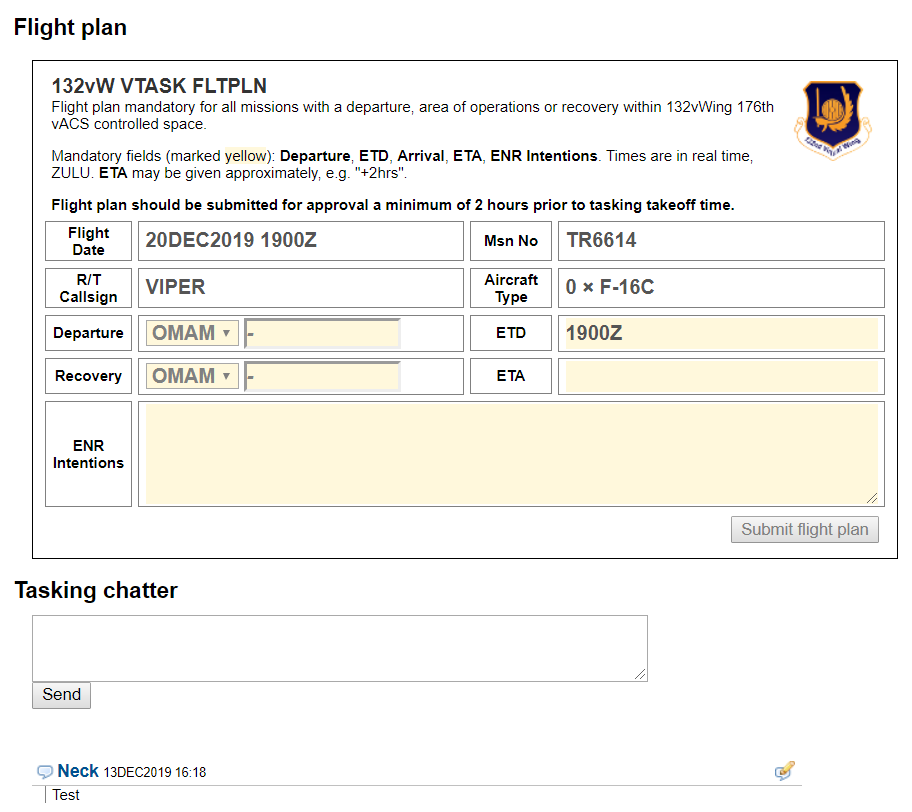 Flight plan
132vW VTASK FLTPLN
Flight plan mandatory for all missions with a departure, area of operations or recovery within 132vWing 176th
vACS controlled space.
Mandatory fields (marked yellow): Departure, ETD, Arrival, ETA, ENR Intentions. Times are in real time,
ZULU. ETA may be given approximately, e.g. "+2hrs".
Flight plan should be submitted for approval a minimum of 2 hours prior to tasking takeoff time.
Flight Date 20DEC2019 1900Z Msn No TR6614
R/T Callsign VIPER Aircraft Type 0 × F-16C
Departure OMAM - ETD 1900Z
Recovery OMAM - ETA
ENR
Intentions
Submit flight plan
Tasking chatter
Send
Neck 13DEC2019 16:18
Test